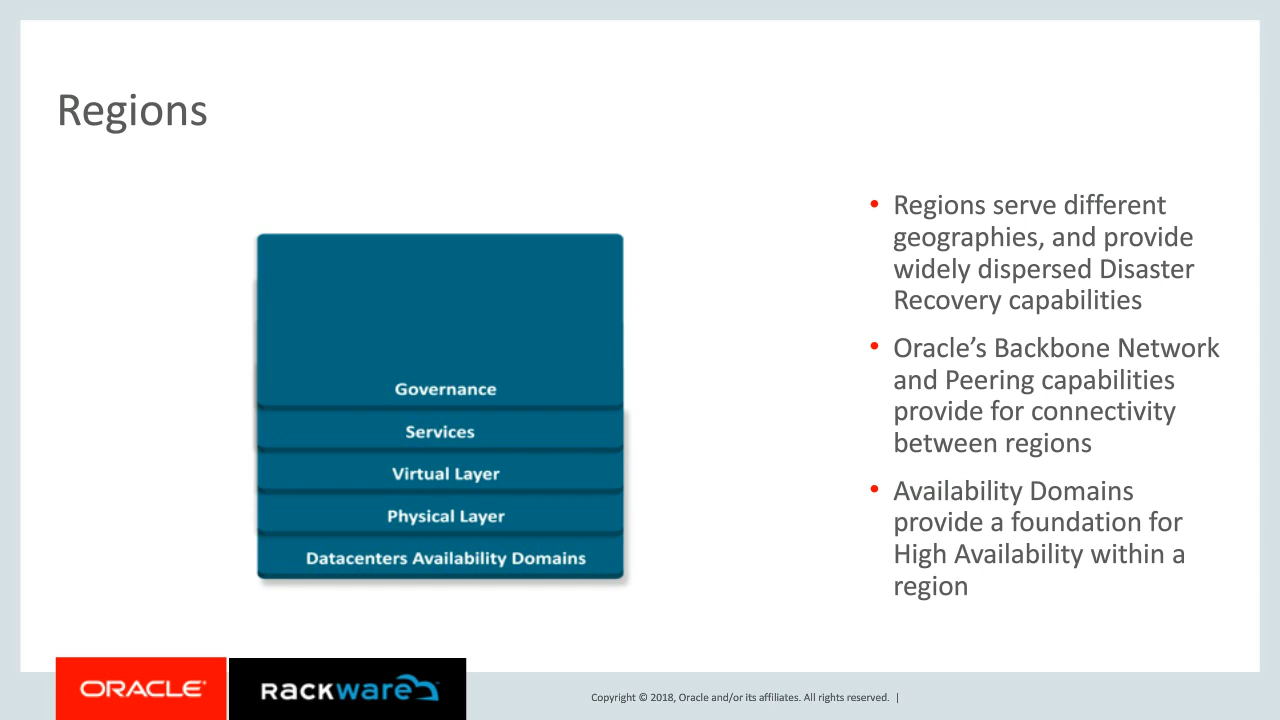 Regions
Governance
Services
Virtual Layer
Physical Layer
Datacenters Availability Domains
• Regions serve different
geographies, and provide
widely dispersed Disaster
Recovery capabilities
• Oracle’s Backbone Network
and Peering capabilities
provide for connectivity
between regions
• Availability Domains
provide a foundation for
High Availability within a
region
ORACLE®
RACKWARE
Copyright © 2018, Oracle and/or its affiliates. All rights reserved. |